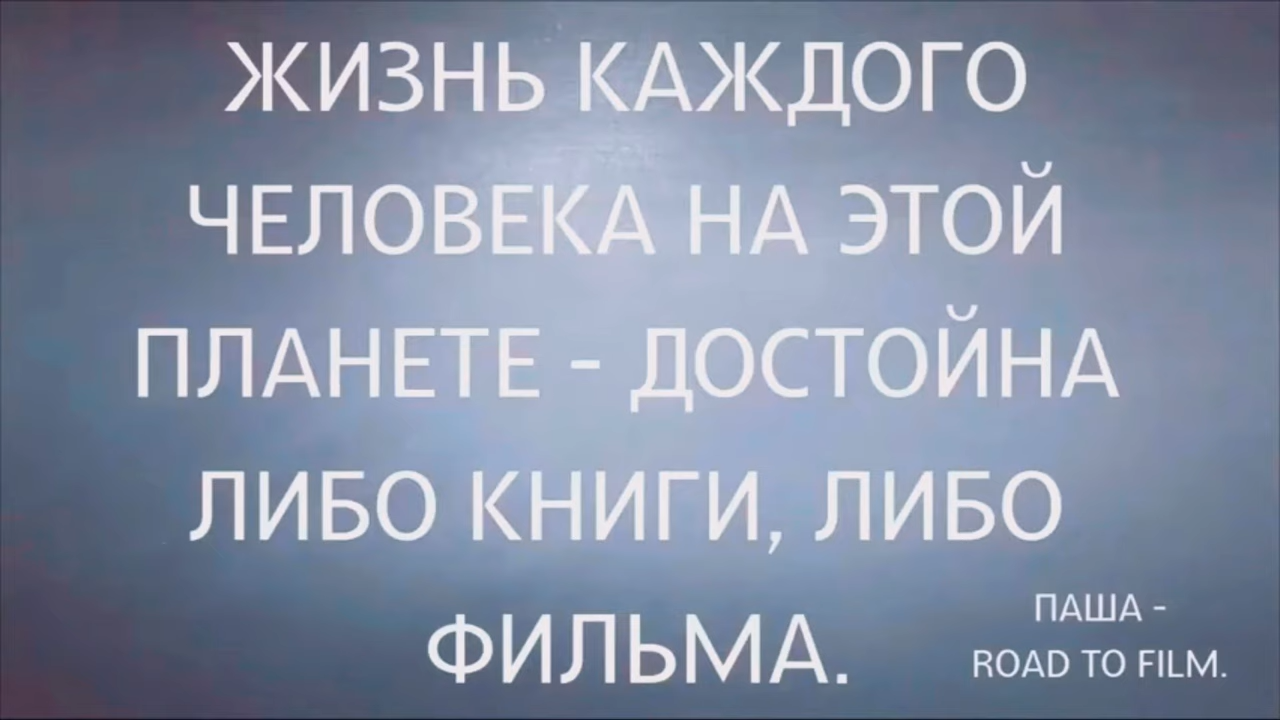 ЖИЗНЬ КАЖДОГО
ЧЕЛОВЕКА НА ЭТОЙ
ПЛАНЕТЕ - ДОСТОЙНА
ЛИБО КНИГИ, ЛИБО
ФИЛЬМА.
ПАША -
ROAD TO FILM.